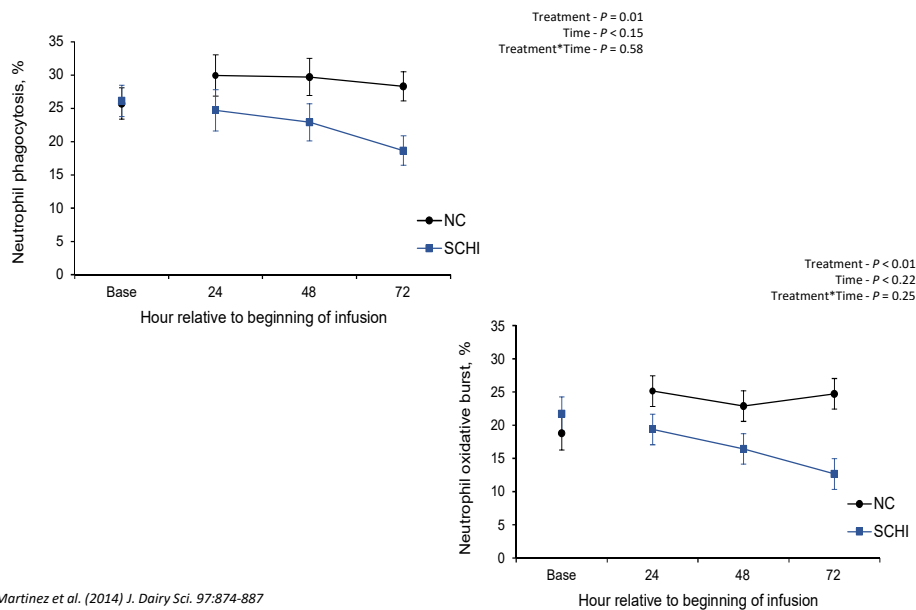 Treatment - P = 0.01
Time - P < 0.15
Treatment*Time - P = 0.58
Neutrophil phagocytosis, %
35
30
25
20
15
10
5
0
NC
SCHI
Base 24 48 72
Hour relative to beginning of infusion
Treatment - P < 0.01
Time - P < 0.22
Treatment*Time - P = 0.25
Neutrophil oxidative burst, %
35
30
25
20
15
10
5
0
NC
SCHI
Base 24 48 72
Hour relative to beginning of infusion
Martinez et al. (2014) J. Dairy Sci. 97:874-887